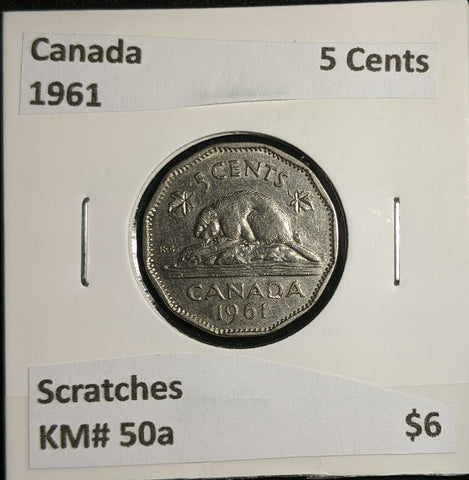 Canada 5 Cents
1961
5 CENTS
CANADA
1961
Scratches
KM# 50a $6